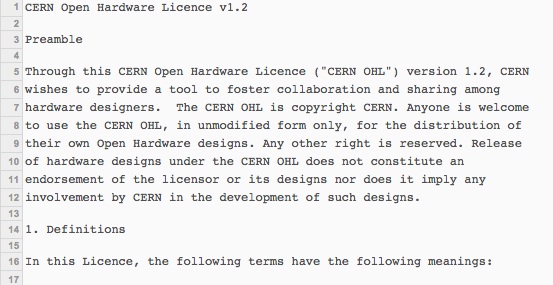 1 CERN Open Hardware Licence v1.2
2
3 Preamble
4
5 Through this CERN Open Hardware Licence ("CERN OHL") version 1.2, CERN
6 wishes to provide a tool to foster collaboration and sharing among
7 hardware designers.  The CERN OHL is copyright CERN. Anyone is welcome
8 to use the CERN OHL, in unmodified form only, for the distribution of
9 their own Open Hardware designs. Any other right is reserved. Release
10 of hardware designs under the CERN OHL does not constitute an
11 endorsement of the licensor or its designs nor does it imply any
12 involvement by CERN in the development of such designs.
13
14 1. Definitions
15
16 In this Licence, the following terms have the following meanings:
17